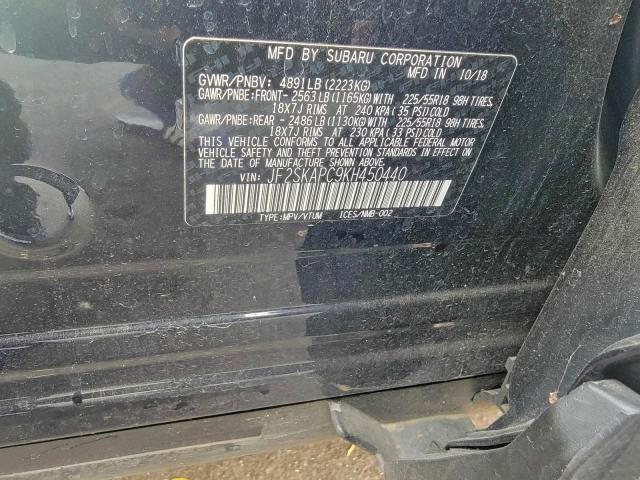 MFD BY SUBARU CORPORATION
GVWR/PNBV: 4891LB(2223KG) MFD IN 10/18
GAWR/PNBE:FRONT-2563LB(1165KG)WITH 225/55R18 98H TIRES,
18X7J RIMS AT 240 KPA(35 PSI)COLD
GAWR/PNBE:REAR -2486LB(1130KG)WITH 225/55R18 98H TIRES,
18X7J RIMS AT 230 KPA(33 PSI)COLD
THIS VEHICLE CONFORMS TO ALL APPLICABLE FEDERAL MOTOR
VEHICLE SAFETY AND THEFT PREVENTION STANDARDS IN EFFECT ON
THE DATE OF MANUFACTURE SHOWN ABOVE.
VIN: JF2SKAPC9KH450440
TYPE:MPV/VTUM ICES/NMB-002